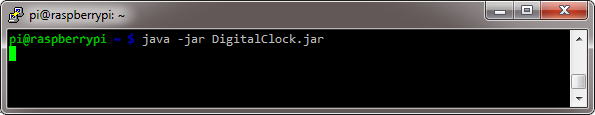 pi@raspberrypi: ~
pi@raspberrypi ~ $ java -jar DigitalClock.jar